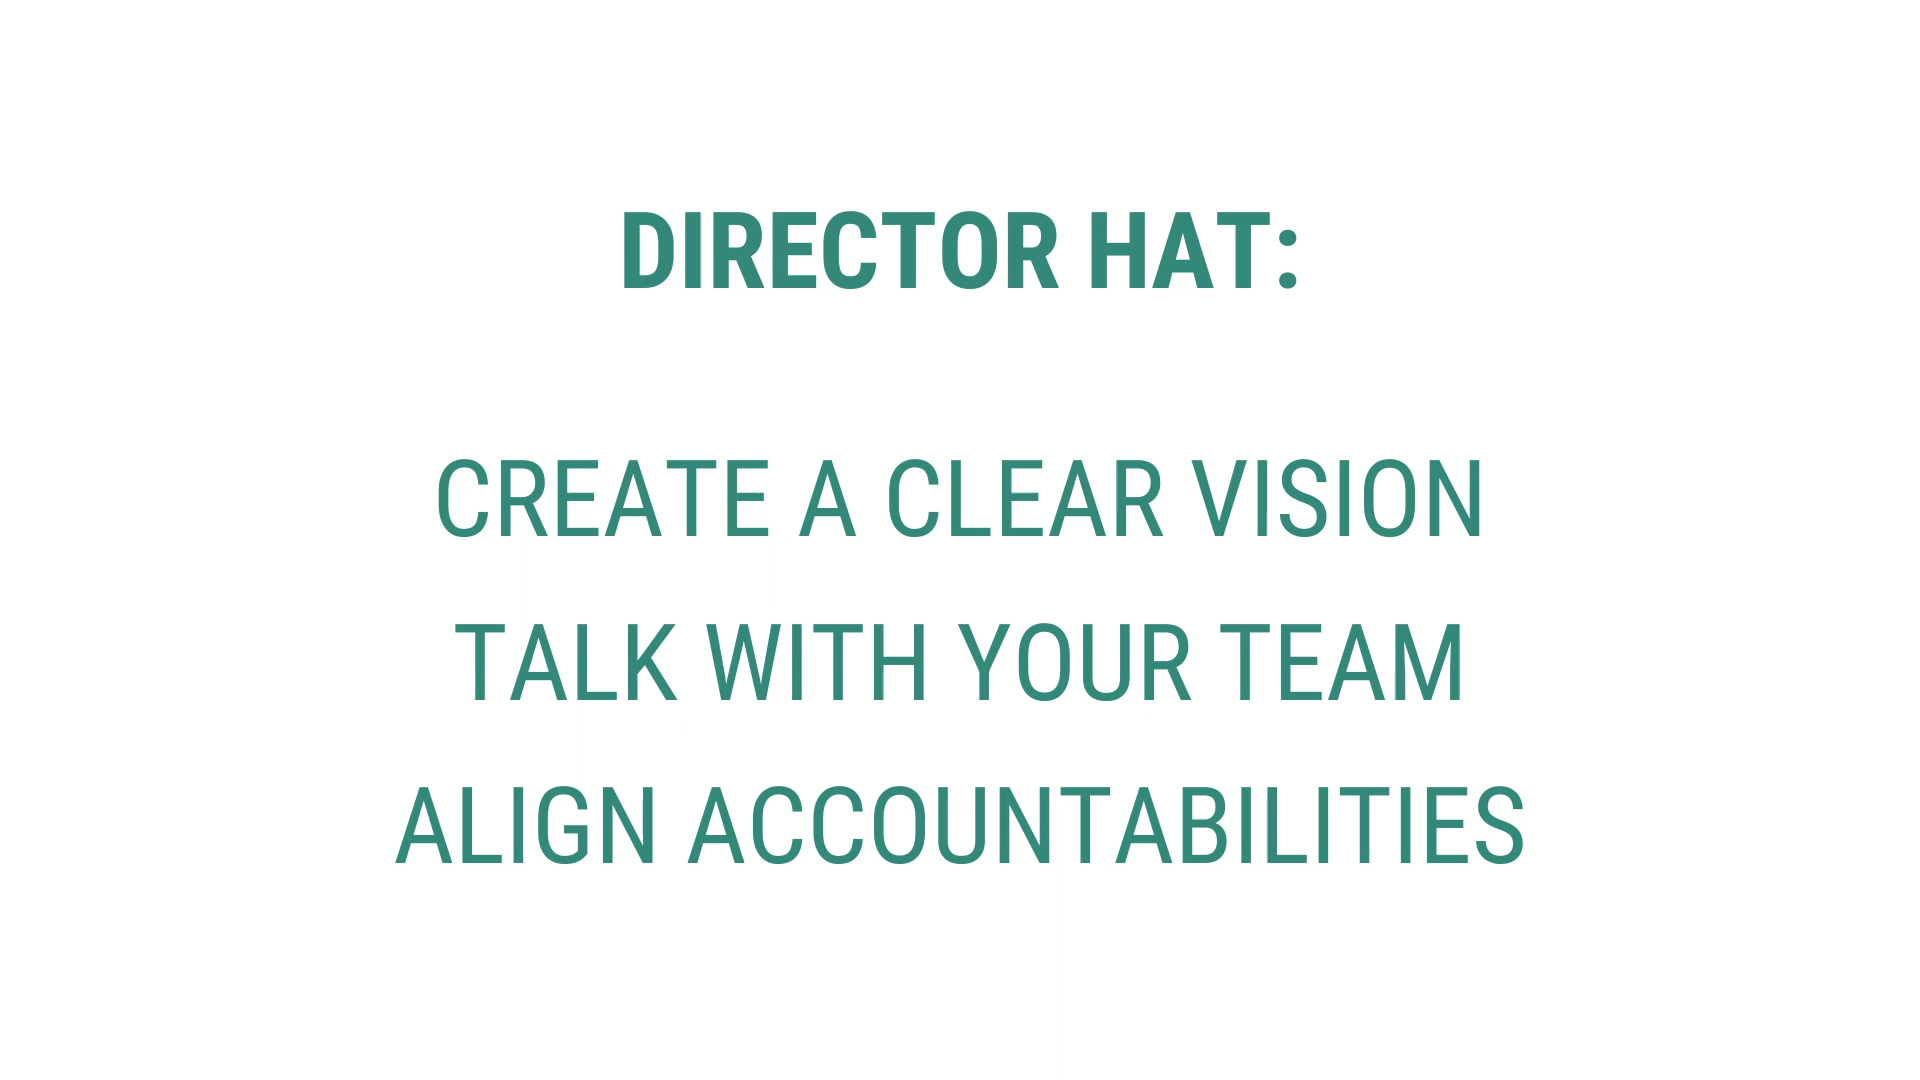 DIRECTOR HAT:
CREATE A CLEAR VISION
TALK WITH YOUR TEAM
ALIGN ACCOUNTABILITIES